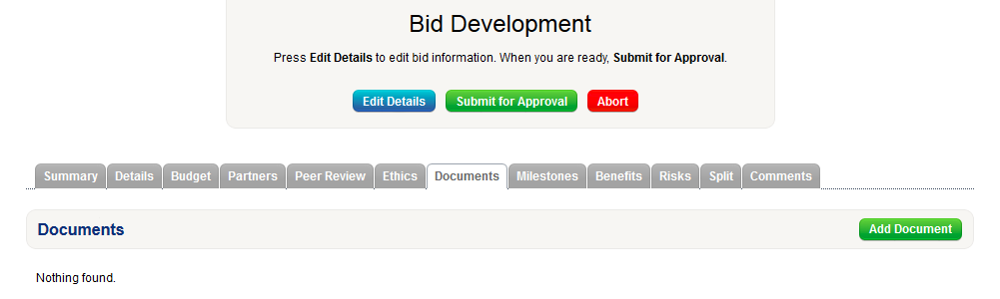 Bid Development
Press Edit Details to edit bid information. When you are ready, Submit for Approval.
Edit Details Submit for Approval Abort
Summary Details Budget Partners Peer Review Ethics Documents Milestones Benefits Risks Split Comments
Documents Add Document
Nothing found.